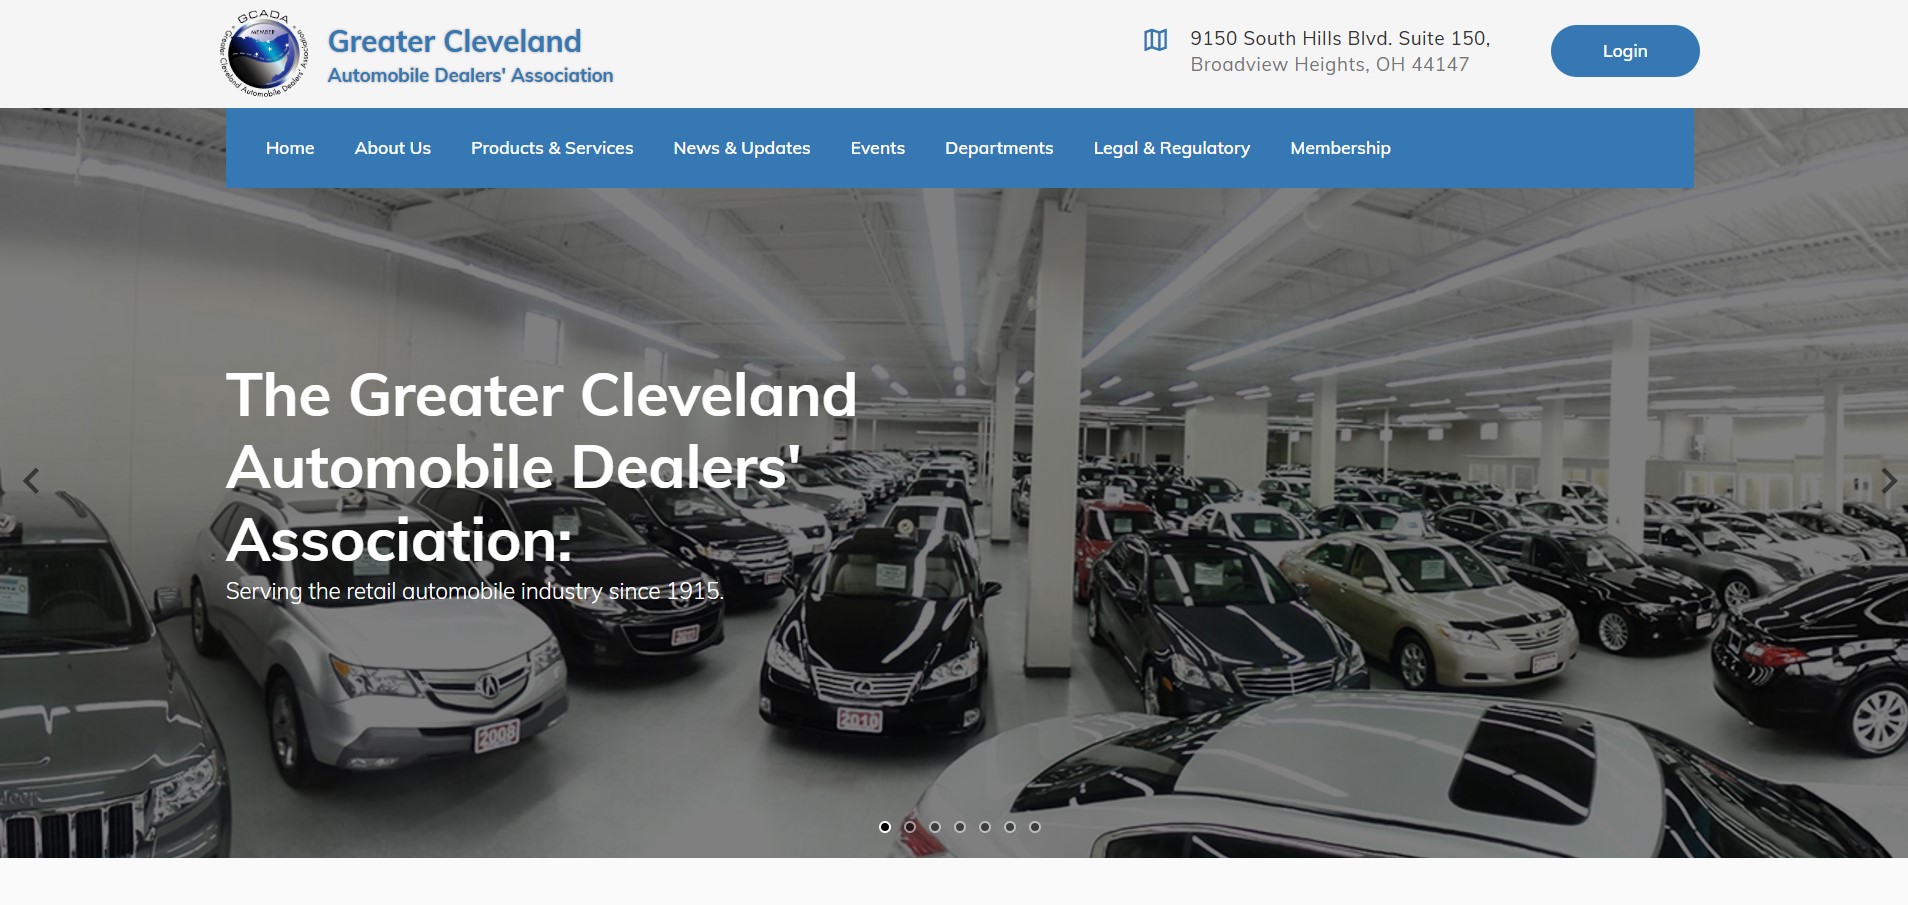 GCADA
MEMBER
Greater Cleveland Automobile Dealers' Association
Greater Cleveland
Automobile Dealers' Association
9150 South Hills Blvd. Suite 150,
Broadview Heights, OH 44147
Login
Home About Us Products & Services News & Updates Events Departments Legal & Regulatory Membership
The Greater Cleveland
Automobile Dealers'
Association:
Serving the retail automobile industry since 1915.
2008
2010
Jeep